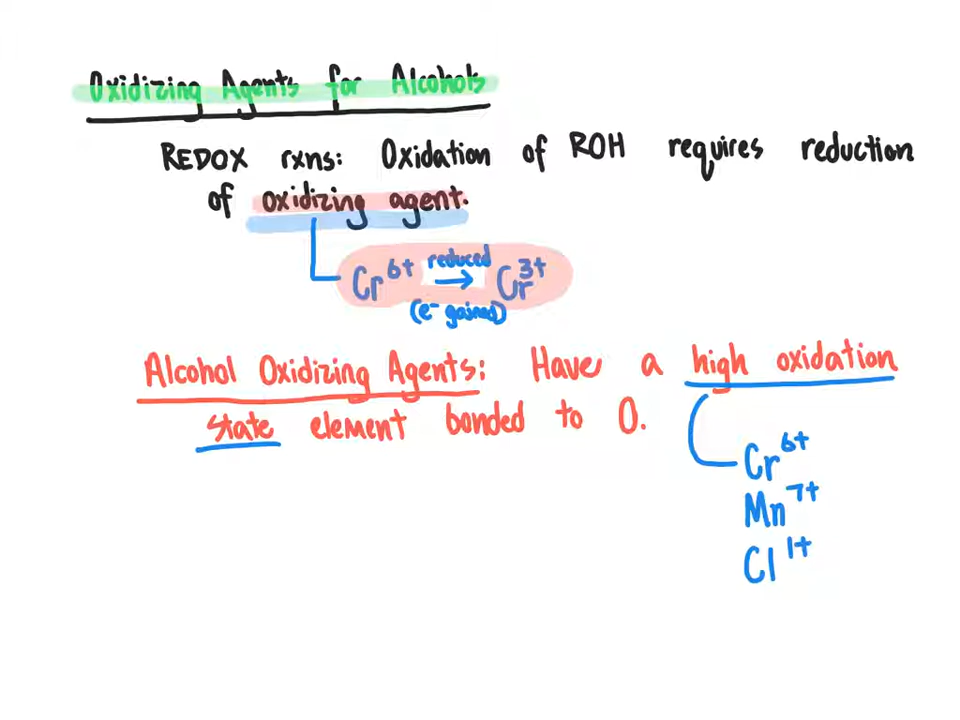 Oxidizing Agents for Alcohols
REDOX rxns: Oxidation of ROH requires reduction
of oxidizing agent.
Cr⁶⁺ reduced → Cr³⁺
(e⁻ gained)
Alcohol Oxidizing Agents: Have a high oxidation
state element bonded to O.
Cr⁶⁺
Mn⁷⁺
Cl¹⁺